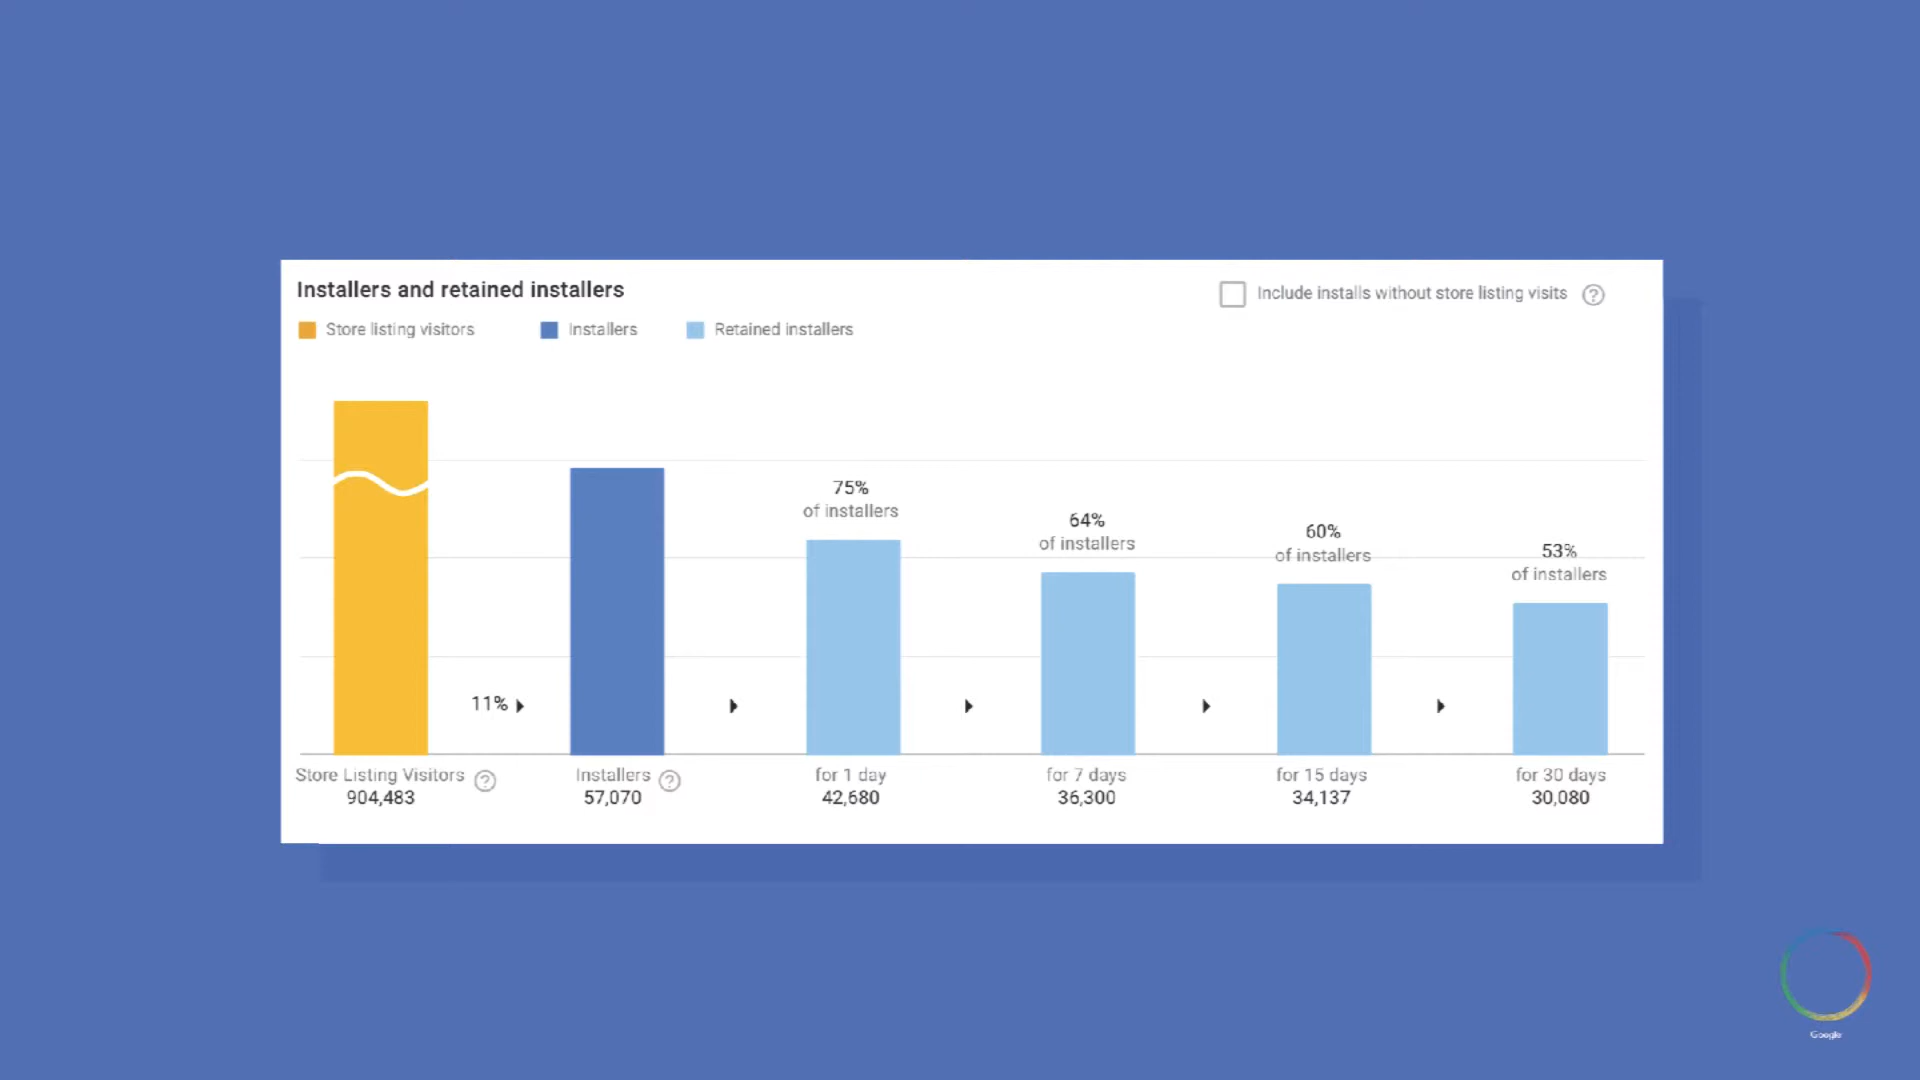 Installers and retained installers
Include installs without store listing visits
Store listing visitors
Installers
Retained installers
75%
of installers
64%
of installers
60%
of installers
53%
of installers
11%
Store Listing Visitors
904,483
Installers
57,070
for 1 day
42,680
for 7 days
36,300
for 15 days
34,137
for 30 days
30,080
Google